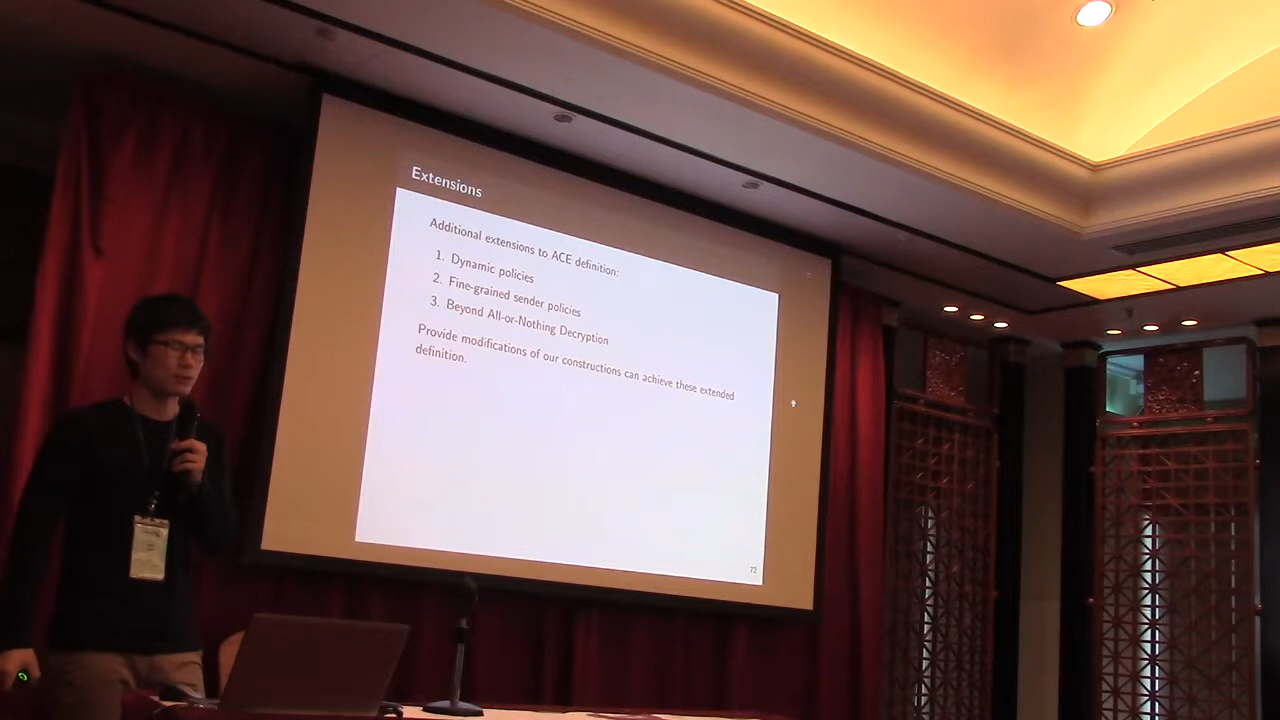 Extensions
Additional extensions to ACE definition:
1. Dynamic policies
2. Fine-grained sender policies
3. Beyond All-or-Nothing Decryption
Provide modifications of our constructions can achieve these extended
definition.
72